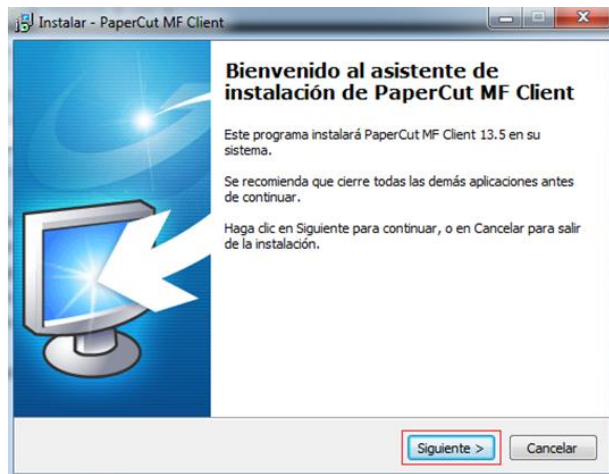 Instalar - PaperCut MF Client
Bienvenido al asistente de
instalación de PaperCut MF Client
Este programa instalará PaperCut MF Client 13.5 en su
sistema.
Se recomienda que cierre todas las demás aplicaciones antes
de continuar.
Haga clic en Siguiente para continuar, o en Cancelar para salir
de la instalación.
Siguiente >
Cancelar